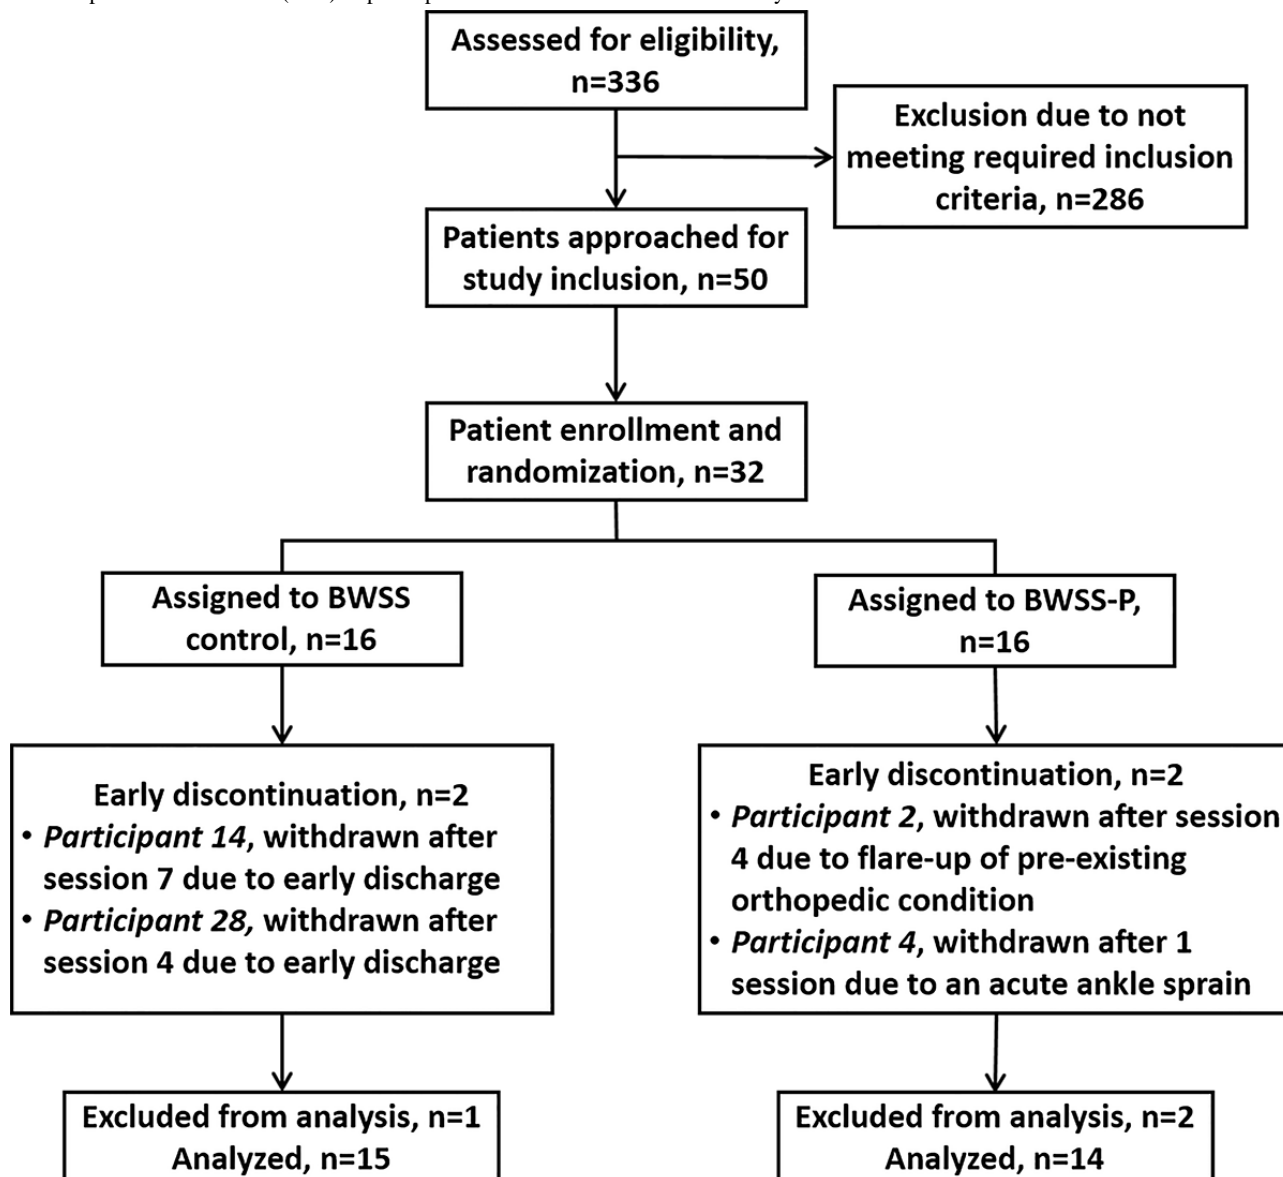 Assessed for eligibility,
n=336
Exclusion due to not
meeting required inclusion
criteria, n=286
Patients approached for
study inclusion, n=50
Patient enrollment and
randomization, n=32
Assigned to BWSS
control, n=16
Assigned to BWSS-P,
n=16
Early discontinuation, n=2
• Participant 14, withdrawn after
session 7 due to early discharge
• Participant 28, withdrawn after
session 4 due to early discharge
Early discontinuation, n=2
• Participant 2, withdrawn after session
4 due to flare-up of pre-existing
orthopedic condition
• Participant 4, withdrawn after 1
session due to an acute ankle sprain
Excluded from analysis, n=1
Analyzed, n=15
Excluded from analysis, n=2
Analyzed, n=14